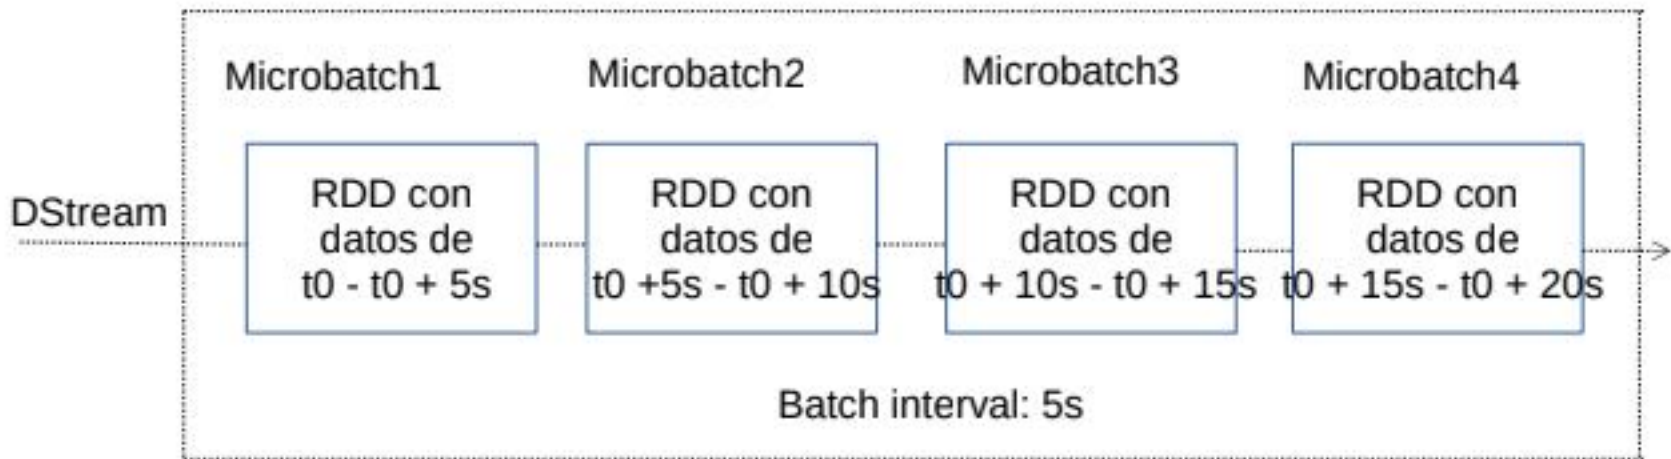 Microbatch1
Microbatch2
Microbatch3
Microbatch4
DStream
RDD con
datos de
t0 - t0 + 5s
RDD con
datos de
t0 +5s - t0 + 10s
RDD con
datos de
t0 + 10s - t0 + 15s
RDD con
datos de
t0 + 15s - t0 + 20s
Batch interval: 5s